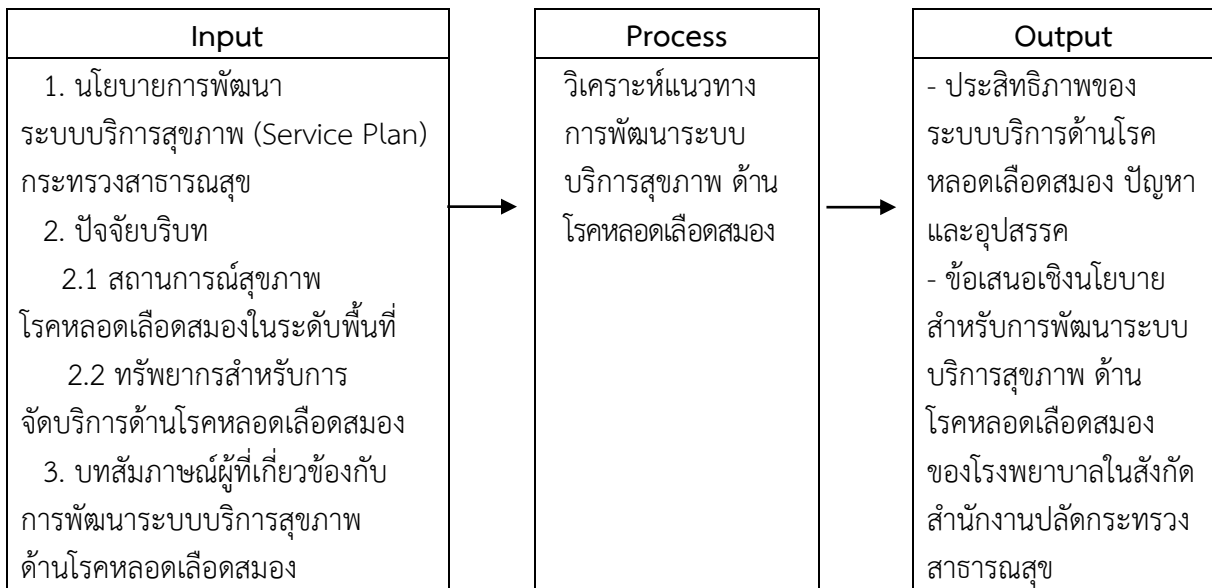 Input
1. นโยบายการพัฒนา
ระบบบริการสุขภาพ (Service Plan)
กระทรวงสาธารณสุข
2. ปัจจัยบริบท
2.1 สถานการณ์สุขภาพ
โรคหลอดเลือดสมองในระดับพื้นที่
2.2 ทรัพยากรสำหรับการ
จัดบริการด้านโรคหลอดเลือดสมอง
3. บทสัมภาษณ์ผู้ที่เกี่ยวข้องกับ
การพัฒนาระบบบริการสุขภาพ
ด้านโรคหลอดเลือดสมอง
Process
วิเคราะห์แนวทาง
การพัฒนาระบบ
บริการสุขภาพ ด้าน
โรคหลอดเลือดสมอง
Output
- ประสิทธิภาพของ
ระบบบริการด้านโรค
หลอดเลือดสมอง ปัญหา
และอุปสรรค
- ข้อเสนอเชิงนโยบาย
สำหรับการพัฒนาระบบ
บริการสุขภาพ ด้าน
โรคหลอดเลือดสมอง
ของโรงพยาบาลในสังกัด
สำนักงานปลัดกระทรวง
สาธารณสุข